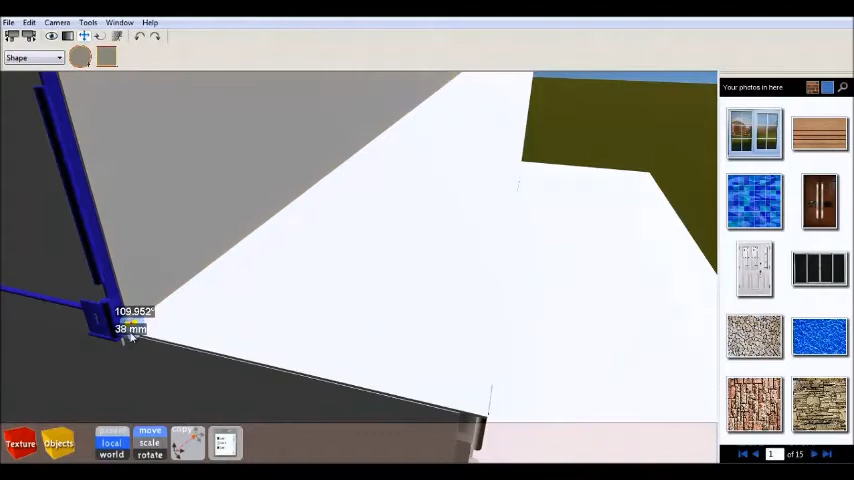 File Edit Camera Tools Window Help
Shape
Your photos in here
109.952°
38 mm
Texture
Objects
local
world
move
scale
rotate
copy
1 of 15